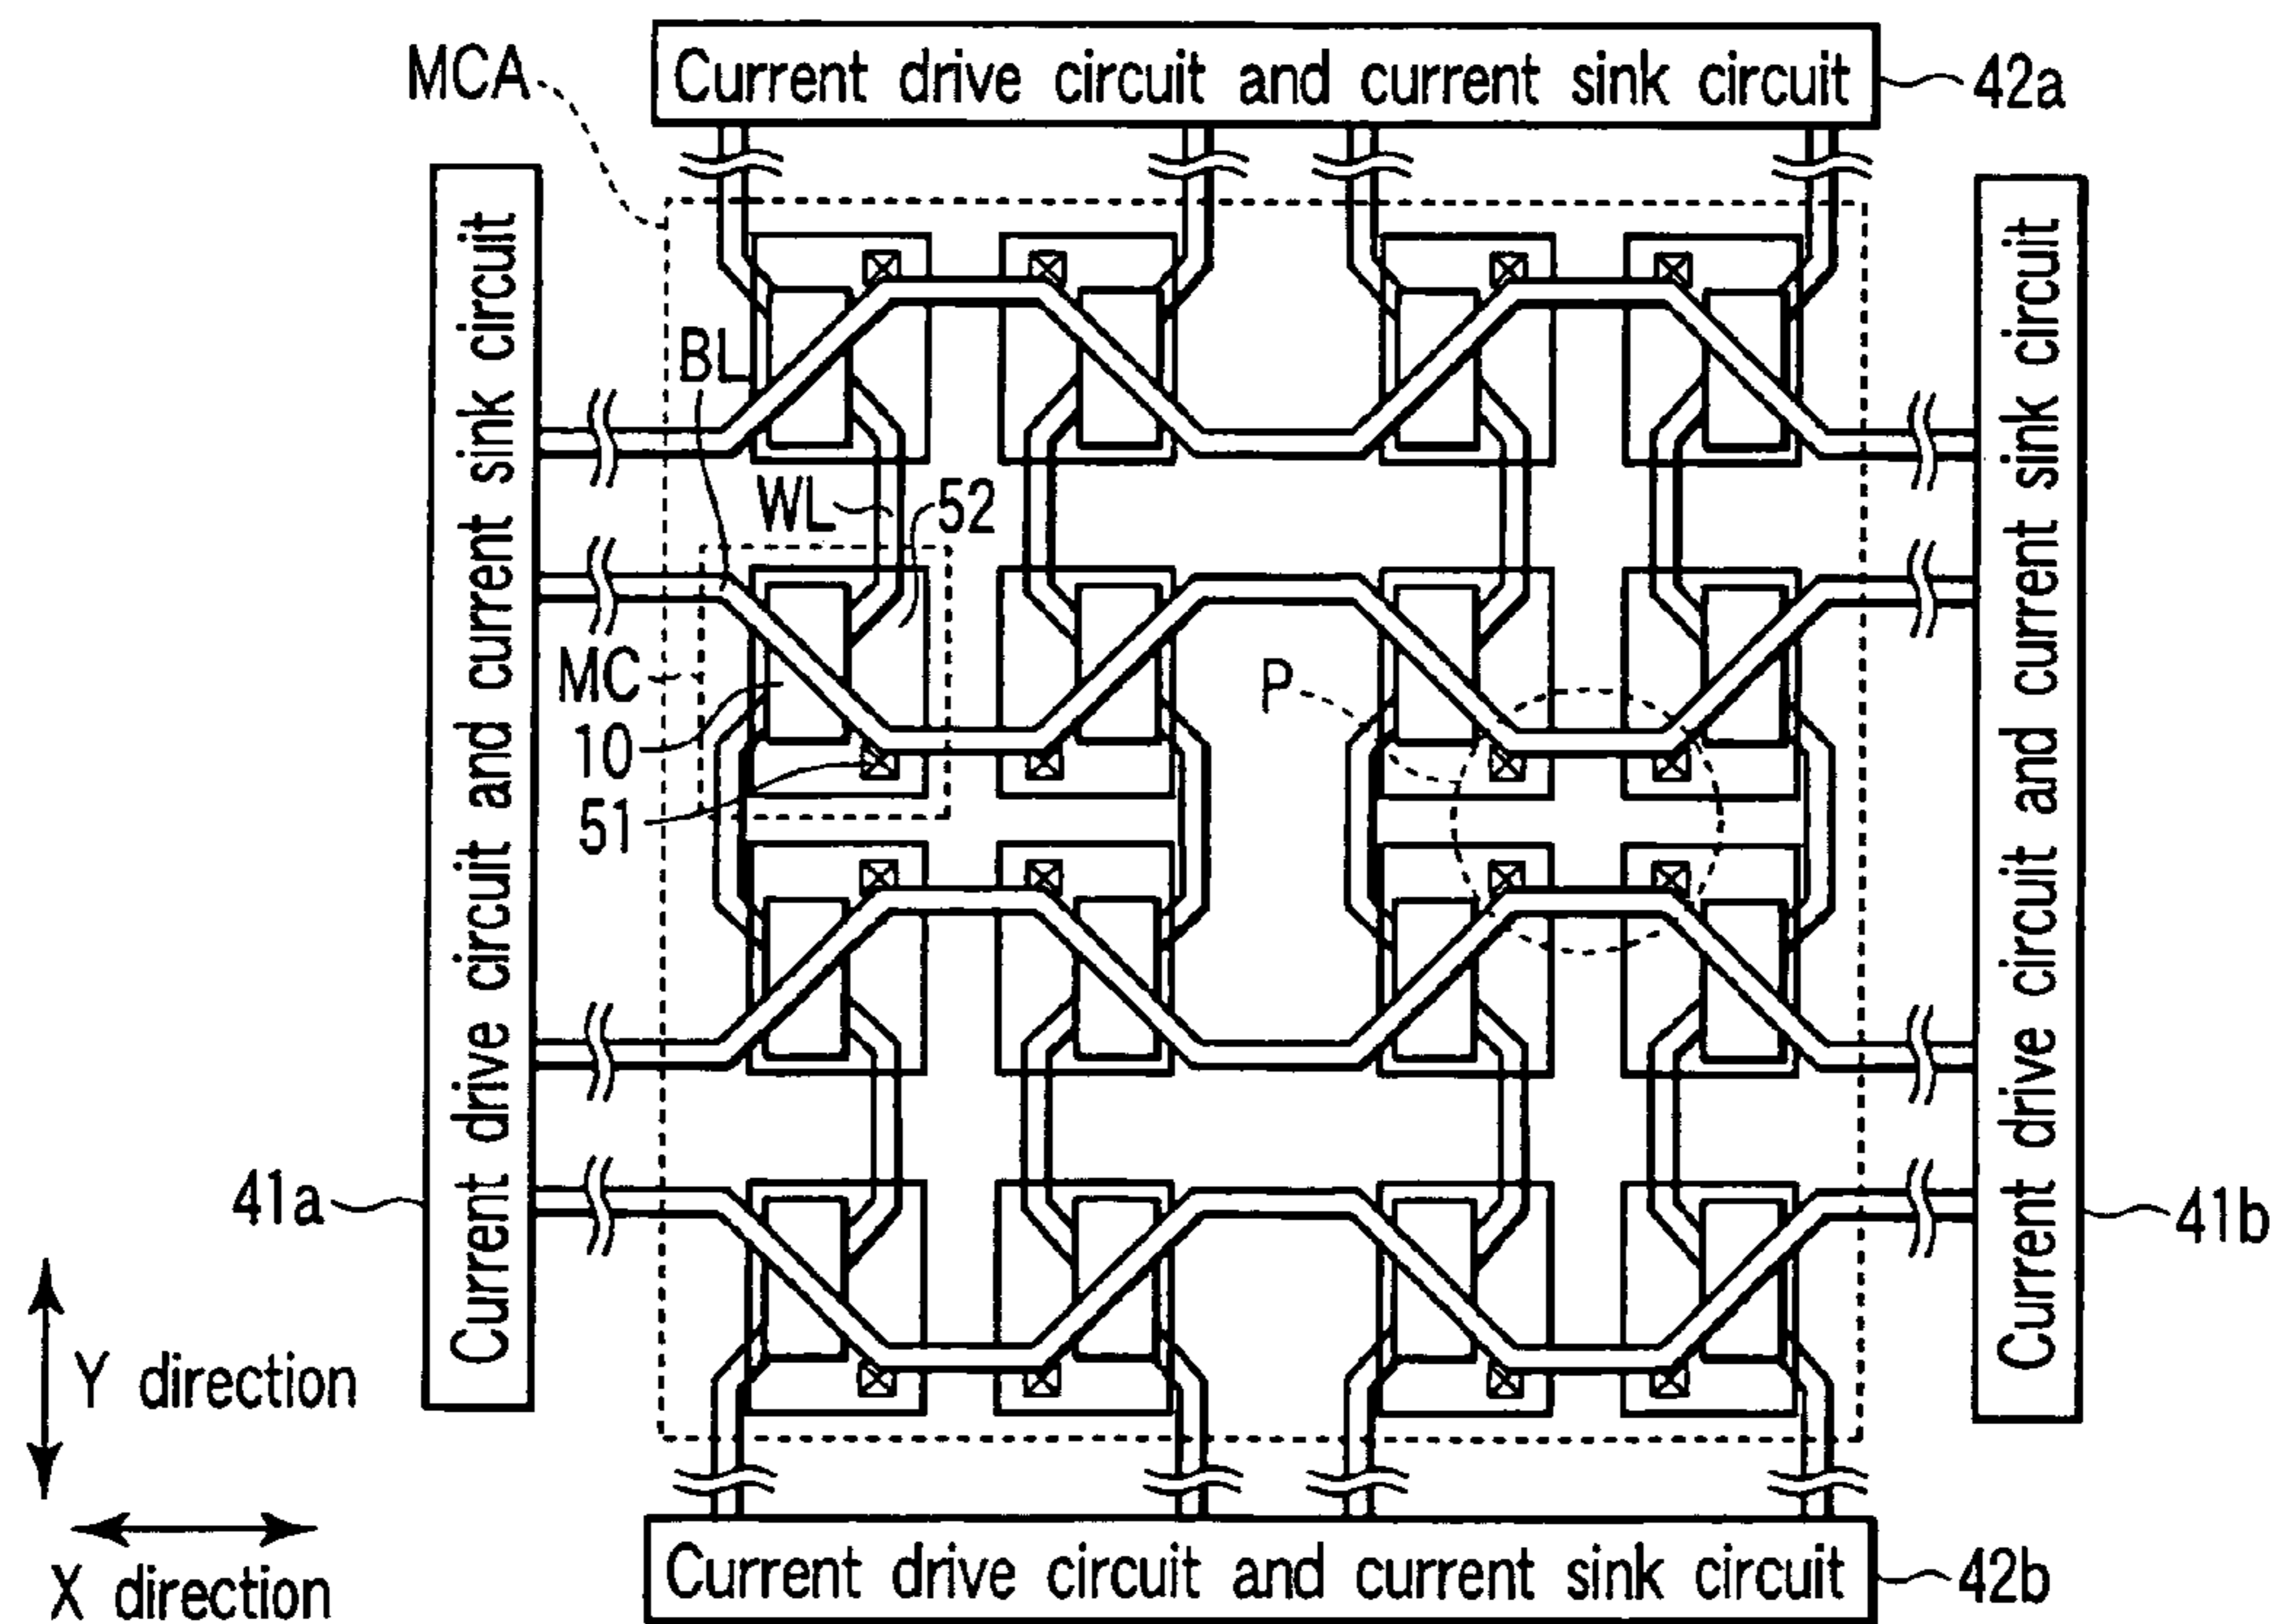 MCA
Current drive circuit and current sink circuit
42a
Current drive circuit and current sink circuit
Current drive circuit and current sink circuit
BL
WL
52
MC
P
10
51
41a
41b
Y direction
X direction
Current drive circuit and current sink circuit
42b